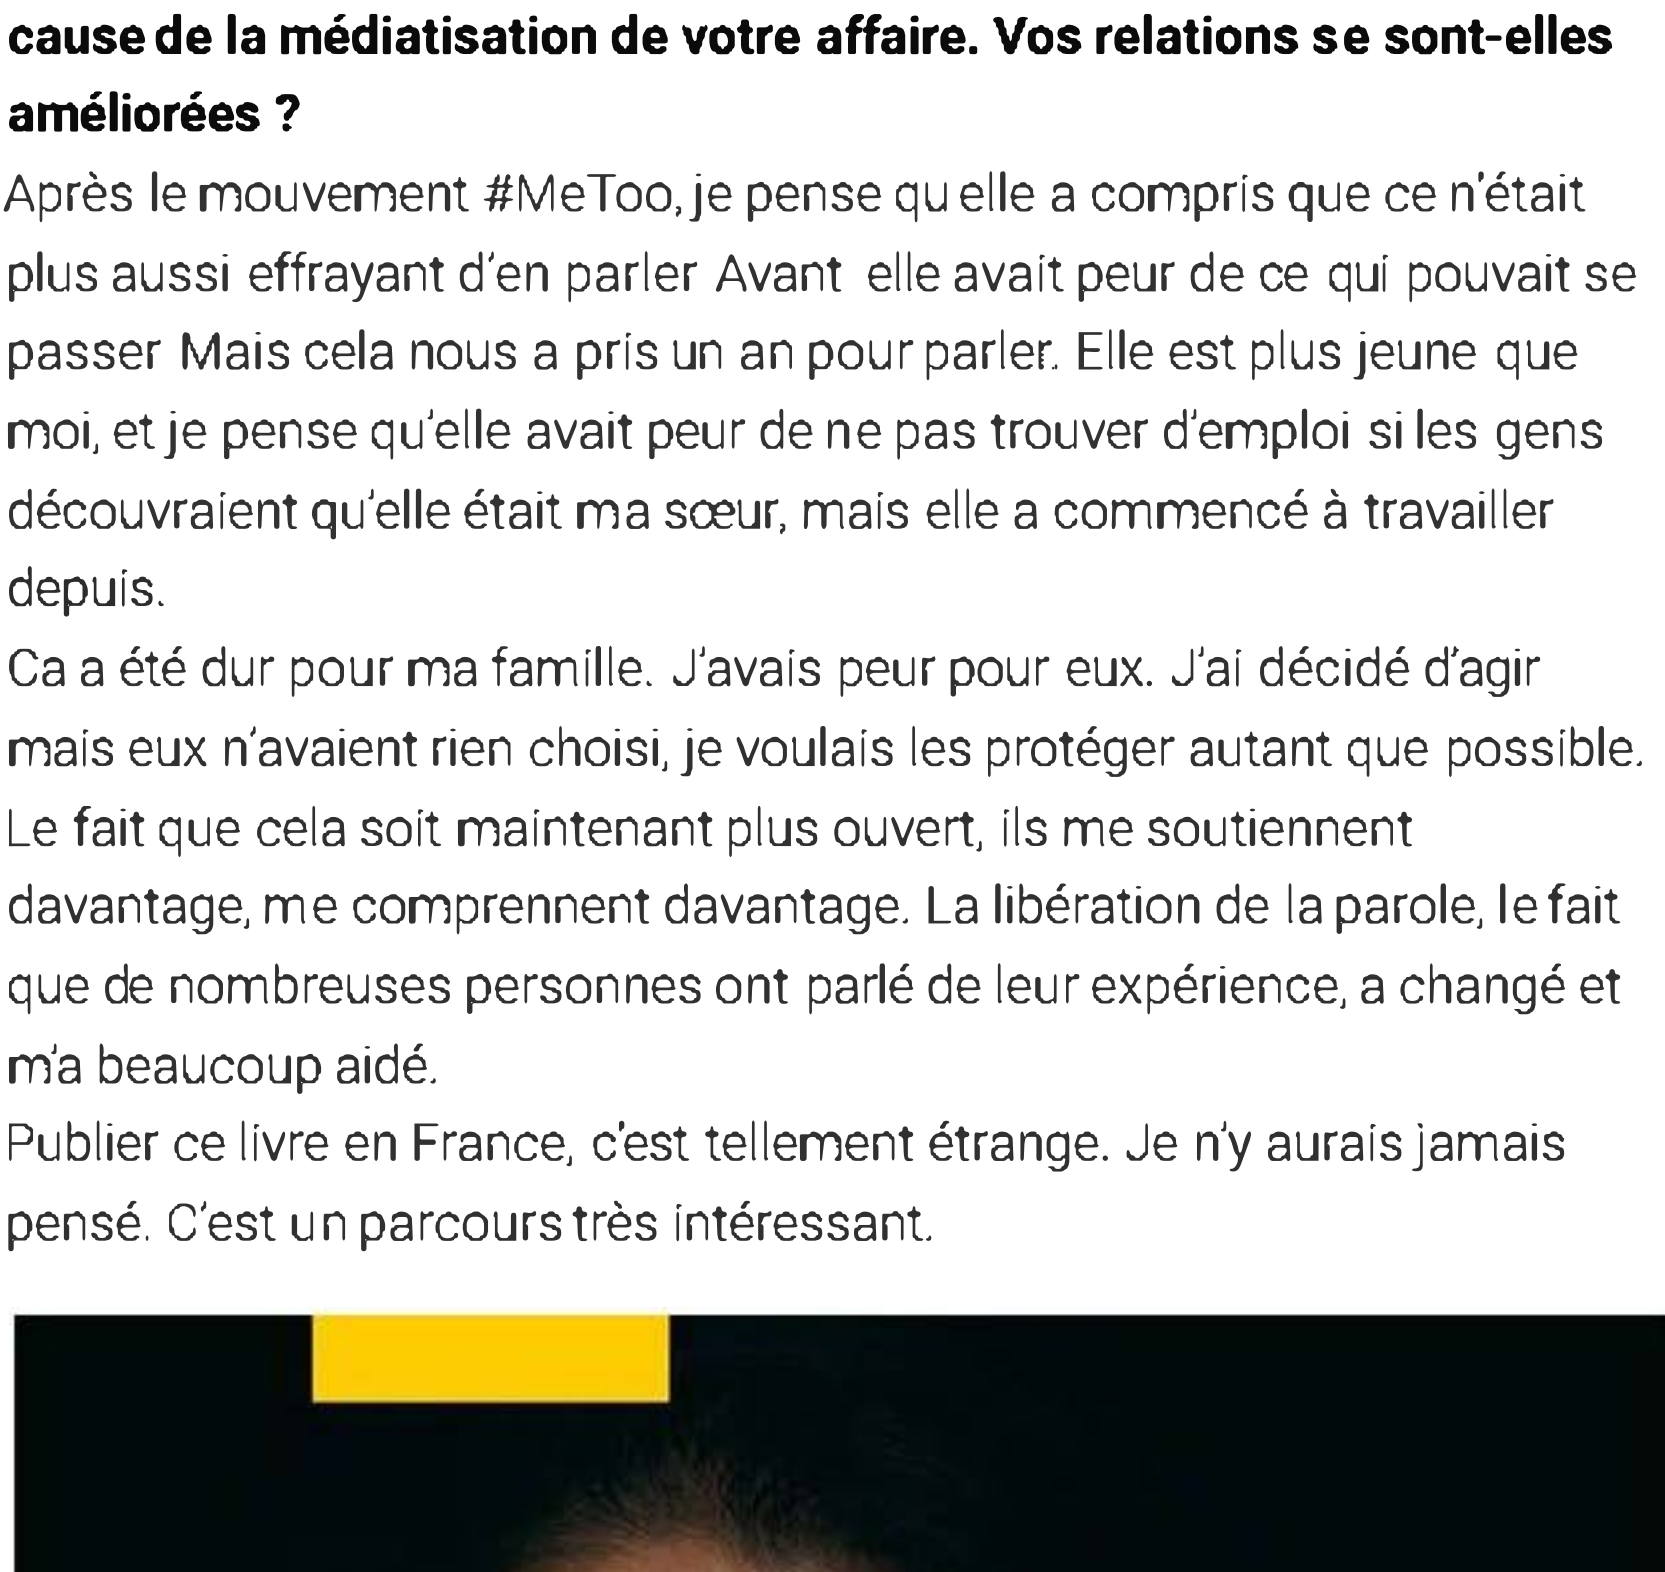 cause de la médiatisation de votre affaire. Vos relations se sont-elles
améliorées ?
Après le mouvement #MeToo, je pense qu elle a compris que ce n'était
plus aussi effrayant d'en parler Avant elle avait peur de ce qui pouvait se
passer Mais cela nous a pris un an pour parler. Elle est plus jeune que
moi, et je pense qu'elle avait peur de ne pas trouver d'emploi si les gens
découvraient qu'elle était ma sœur, mais elle a commencé à travailler
depuis.
Ca a été dur pour ma famille. J'avais peur pour eux. J'ai décidé d'agir
mais eux n'avaient rien choisi, je voulais les protéger autant que possible.
Le fait que cela soit maintenant plus ouvert, ils me soutiennent
davantage, me comprennent davantage. La libération de la parole, le fait
que de nombreuses personnes ont parlé de leur expérience, a changé et
m'a beaucoup aidé.
Publier ce livre en France, c'est tellement étrange. Je n'y aurais jamais
pensé. C'est un parcours très intéressant.